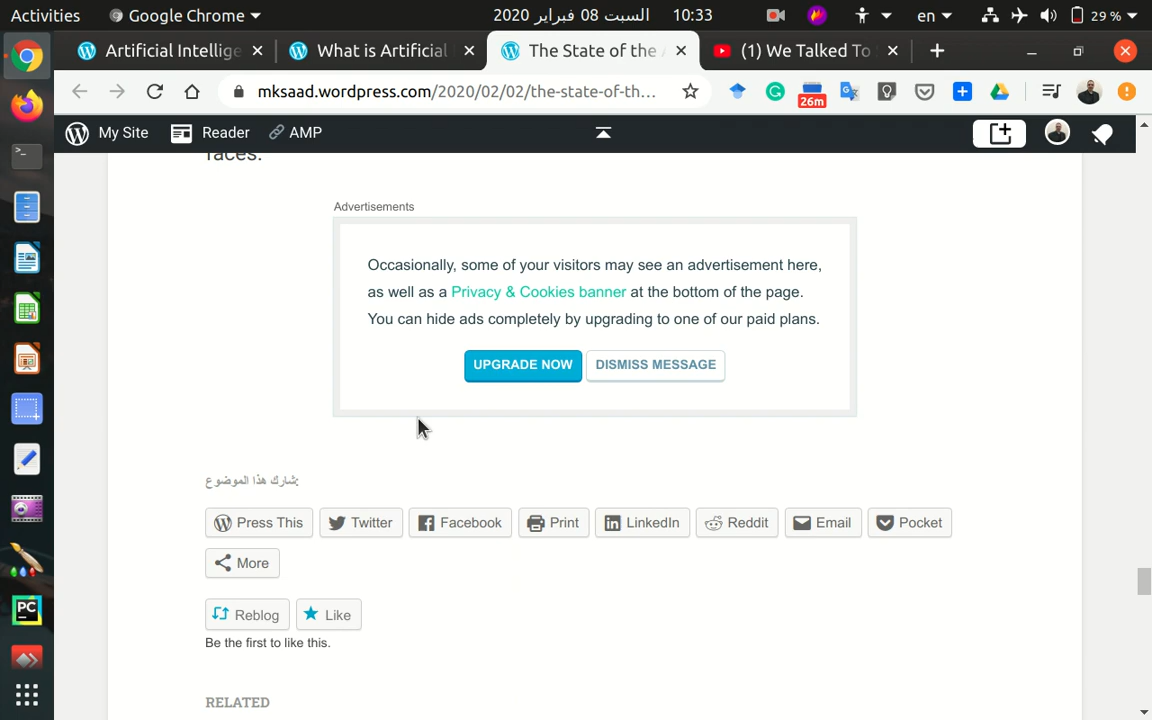 Activities
Google Chrome
السبت 08 فبراير 2020
10:33
en
29 %
Artificial Intellige
What is Artificial
The State of the
(1) We Talked To
mksaad.wordpress.com/2020/02/02/the-state-of-th...
26m
My Site
Reader
AMP
races.
Advertisements
Occasionally, some of your visitors may see an advertisement here,
as well as a Privacy & Cookies banner at the bottom of the page.
You can hide ads completely by upgrading to one of our paid plans.
UPGRADE NOW
DISMISS MESSAGE
شارك هذا الموضوع:
Press This
Twitter
Facebook
Print
LinkedIn
Reddit
Email
Pocket
More
Reblog
Like
Be the first to like this.
RELATED
PC